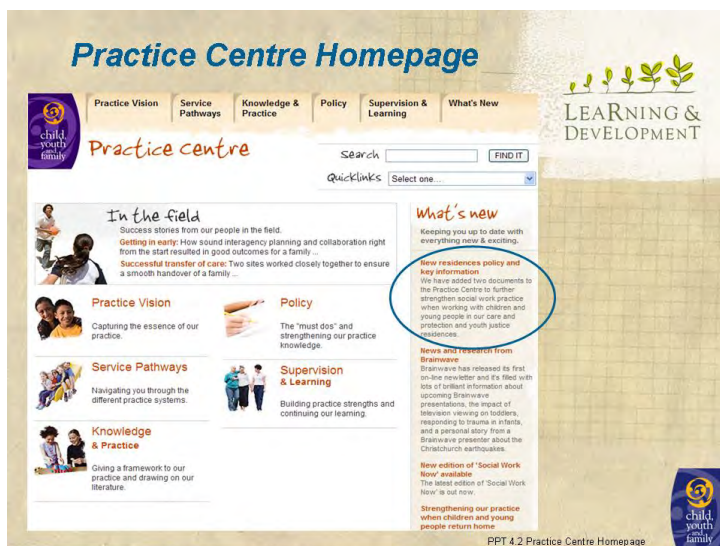 Practice Centre Homepage
LEARNING &
DEVELOPMENT
child,
youth
and
family
Practice Vision
Service
Pathways
Knowledge &
Practice
Policy
Supervision &
Learning
What's New
Practice centre
Search
FIND IT
Quicklinks
Select one...
In the field
Success stories from our people in the field.
Getting in early: How sound interagency planning and collaboration right
from the start resulted in good outcomes for a family ...
Successful transfer of care: Two sites worked closely together to ensure
a smooth handover of a family ...
Practice Vision
Capturing the essence of our
practice.
Policy
The "must dos" and
strengthening our practice
knowledge.
Service Pathways
Navigating you through the
different practice systems.
Supervision
& Learning
Building practice strengths and
continuing our learning.
Knowledge
& Practice
Giving a framework to our
practice and drawing on our
literature.
What's new
Keeping you up to date with
everything new & exciting.
New residences policy and
key information
We have added two documents to
the Practice Centre to further
strengthen social work practice
when working with children and
young people in our care and
protection and youth justice
residences.
News and research from
Brainwave
Brainwave has released its first
on-line newletter and it's filled with
lots of brilliant information about
upcoming Brainwave
presentations, the impact of
television viewing on toddlers,
responding to trauma in infants,
and a personal story from a
Brainwave presenter about the
Christchurch earthquakes.
New edition of 'Social Work
Now' available
The latest edition of 'Social Work
Now' is out now.
Strengthening our practice
when children and young
people return home
PPT 4.2 Practice Centre Homepage
child,
youth
and
family